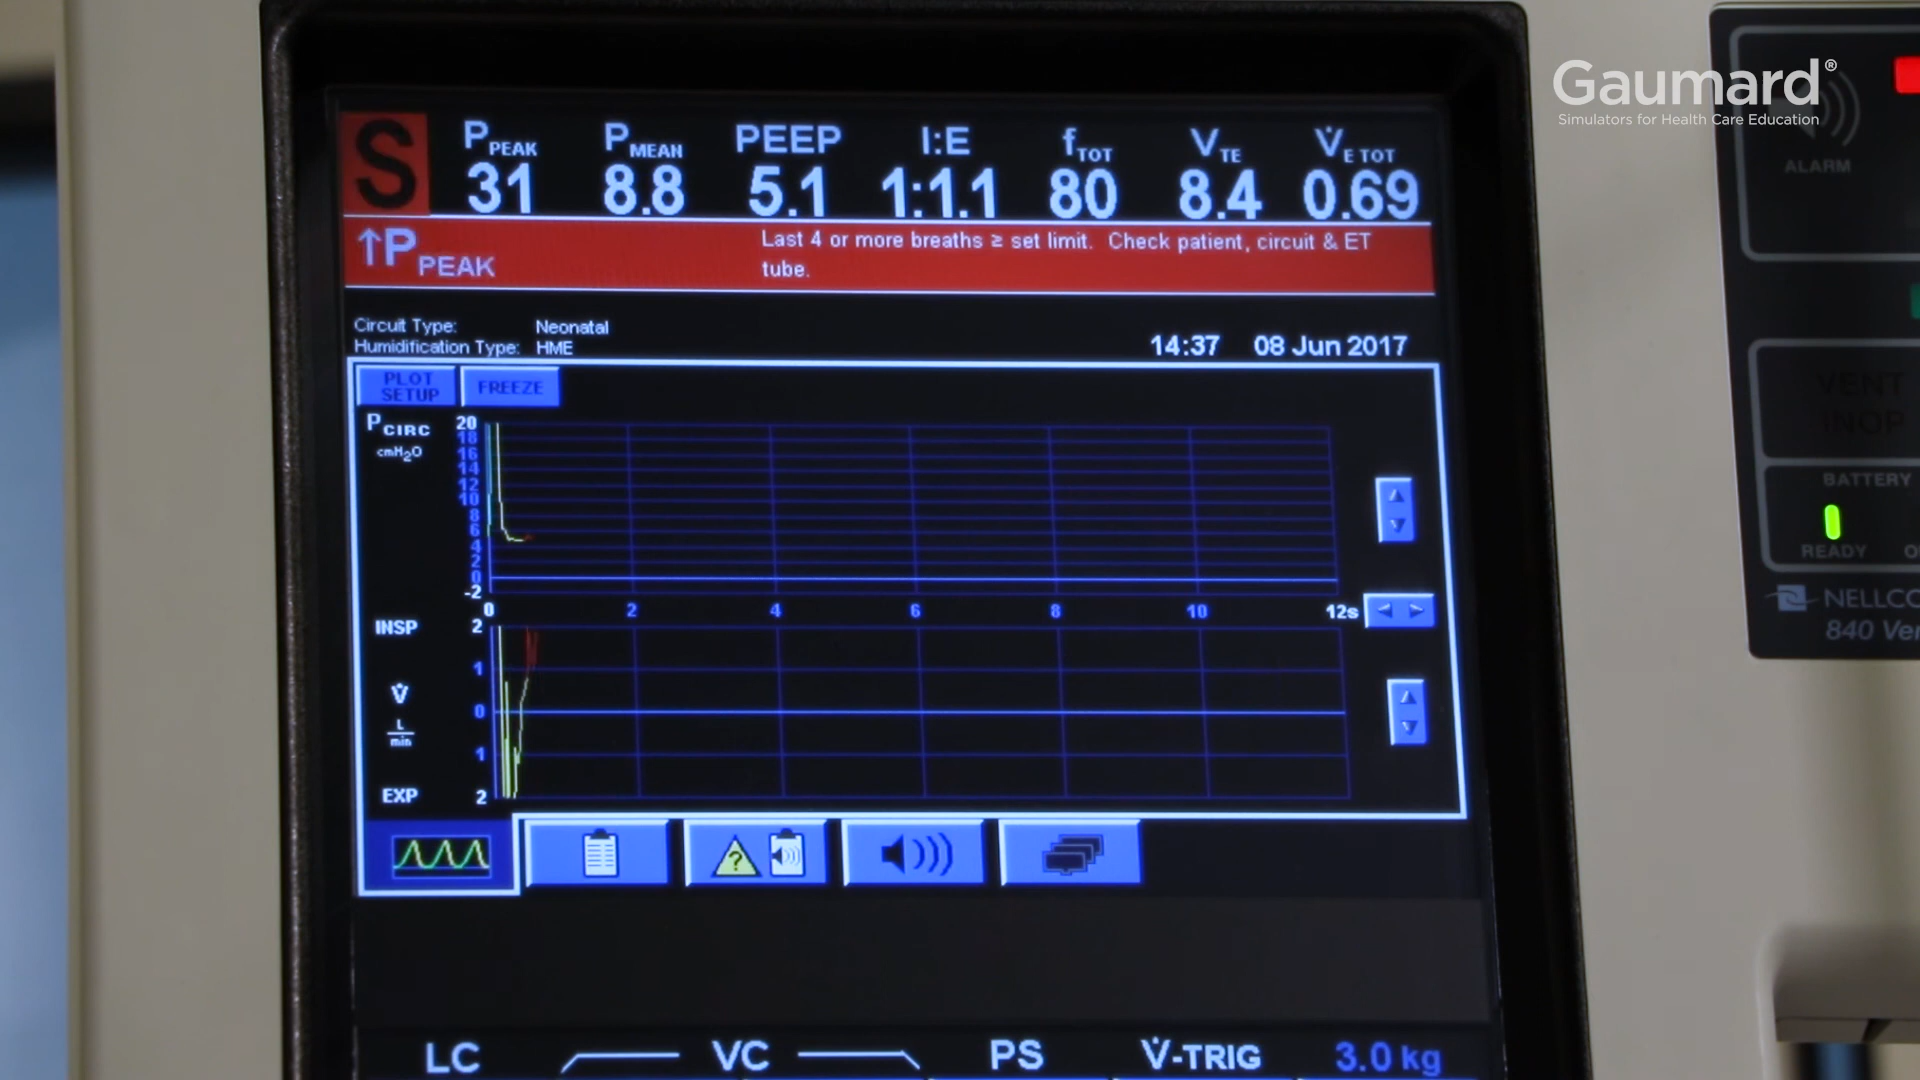 Gaumard®
Simulators for Health Care Education
S
PPEAK PMEAN PEEP I:E fTOT VTE V̇E TOT
31 8.8 5.1 1:1.1 80 8.4 0.69
↑PPEAK
Last 4 or more breaths ≥ set limit. Check patient, circuit & ET
tube.
Circuit Type: Neonatal
Humidification Type: HME
14:37 08 Jun 2017
PLOT
SETUP
FREEZE
PCIRC
cmH2O
20
18
16
14
12
10
8
6
4
2
0
-2
0 2 4 6 8 10 12s
INSP
V̇
L
min
EXP
2
1
0
1
2
?
LC VC PS V̇-TRIG 3.0 kg
ALARM
VENT
INOP
BATTERY
READY
840